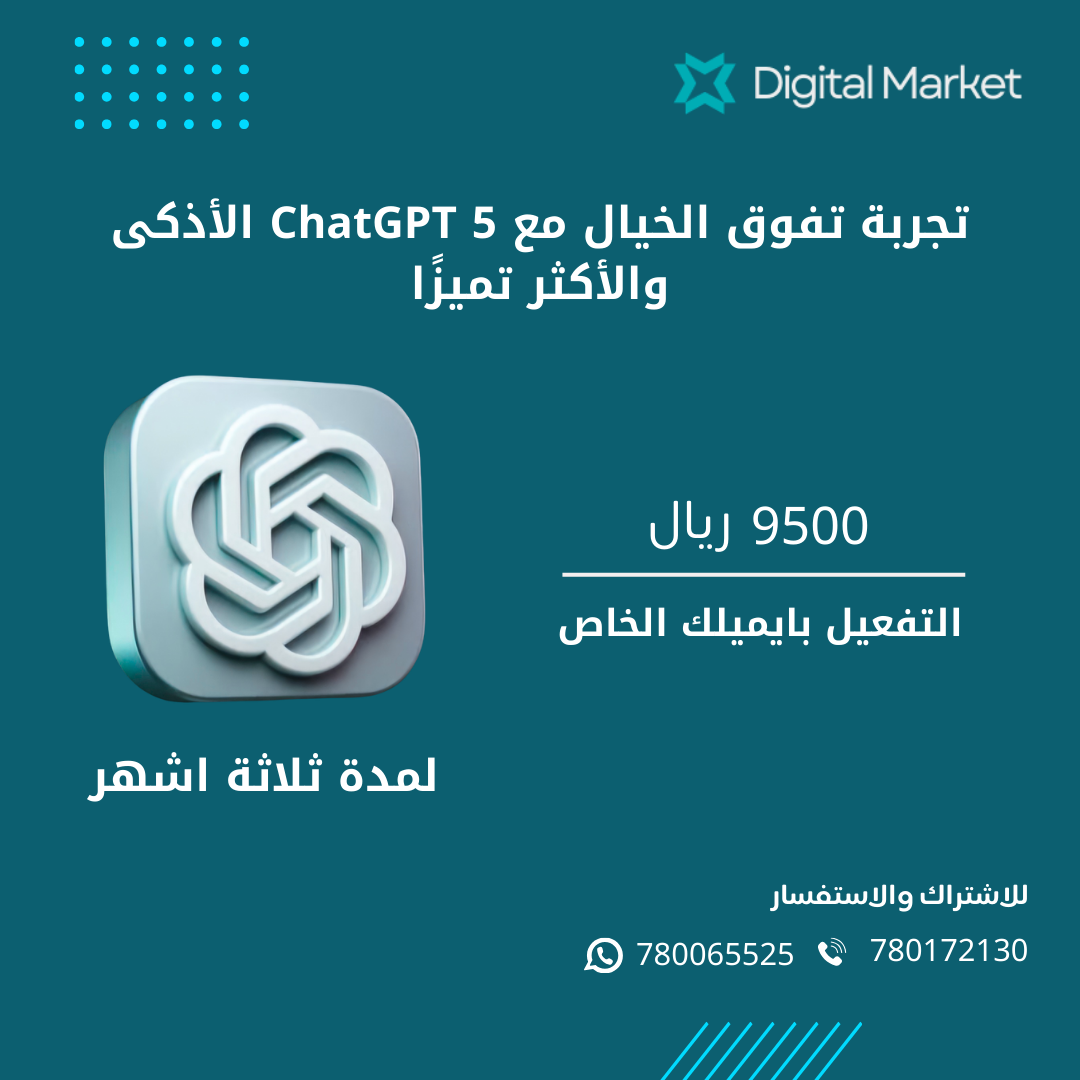 Digital Market
تجربة تفوق الخيال مع ChatGPT 5 الأذكى
والأكثر تميزًا
9500 ريال
التفعيل بايميلك الخاص
لمدة ثلاثة اشهر
للاشتراك والاستفسار
780172130
780065525